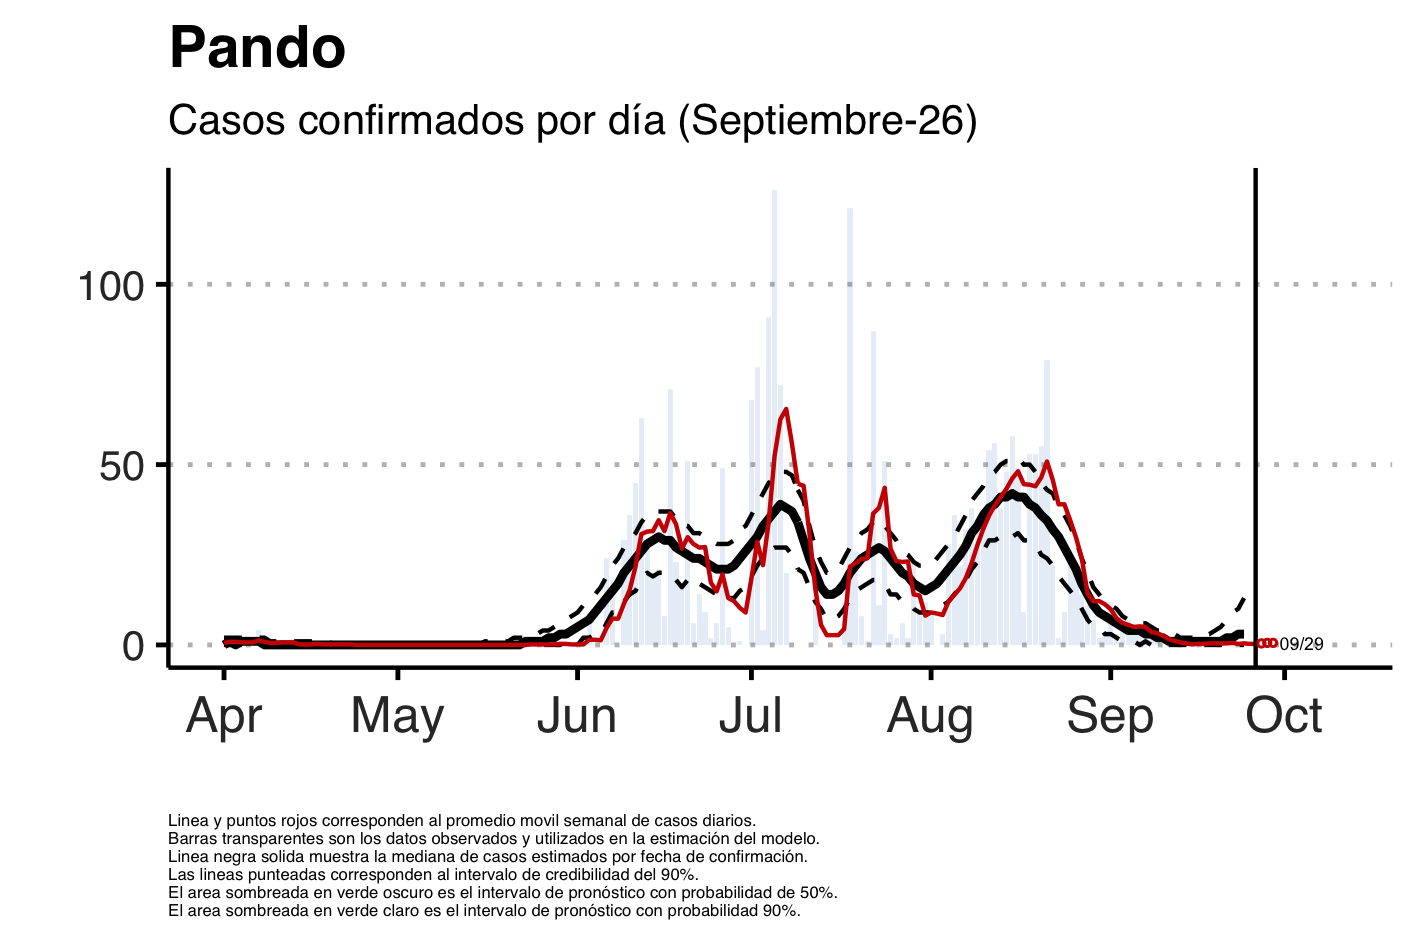 Pando
Casos confirmados por día (Septiembre-26)
100
50
0
09/29
Apr May Jun Jul Aug Sep Oct
Linea y puntos rojos corresponden al promedio movil semanal de casos diarios.
Barras transparentes son los datos observados y utilizados en la estimación del modelo.
Linea negra solida muestra la mediana de casos estimados por fecha de confirmación.
Las lineas punteadas corresponden al intervalo de credibilidad del 90%.
El area sombreada en verde oscuro es el intervalo de pronóstico con probabilidad de 50%.
El area sombreada en verde claro es el intervalo de pronóstico con probabilidad 90%.